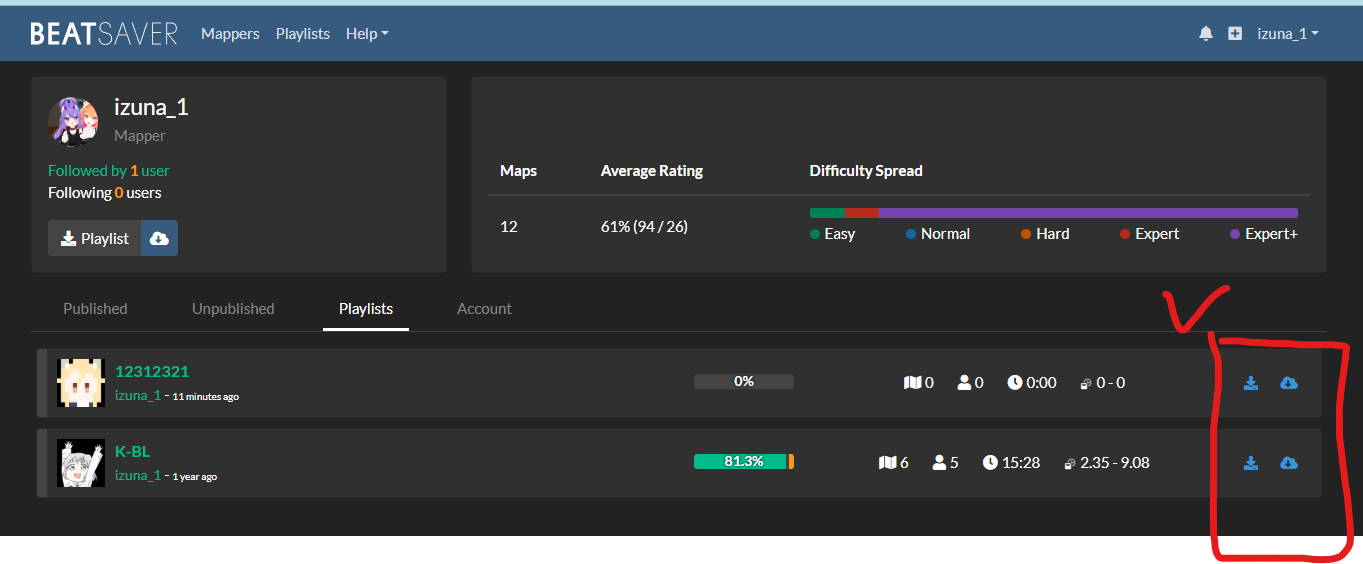 BEATSAVER Mappers Playlists Help izuna_1
izuna_1
Mapper
Followed by 1 user
Following 0 users
Playlist
Maps Average Rating Difficulty Spread
12 61% (94 / 26)
Easy Normal Hard Expert Expert+
Published Unpublished Playlists Account
12312321
izuna_1 - 11 minutes ago
0% 0 0 0:00 0 - 0
K-BL
izuna_1 - 1 year ago
81.3% 6 5 15:28 2.35 - 9.08